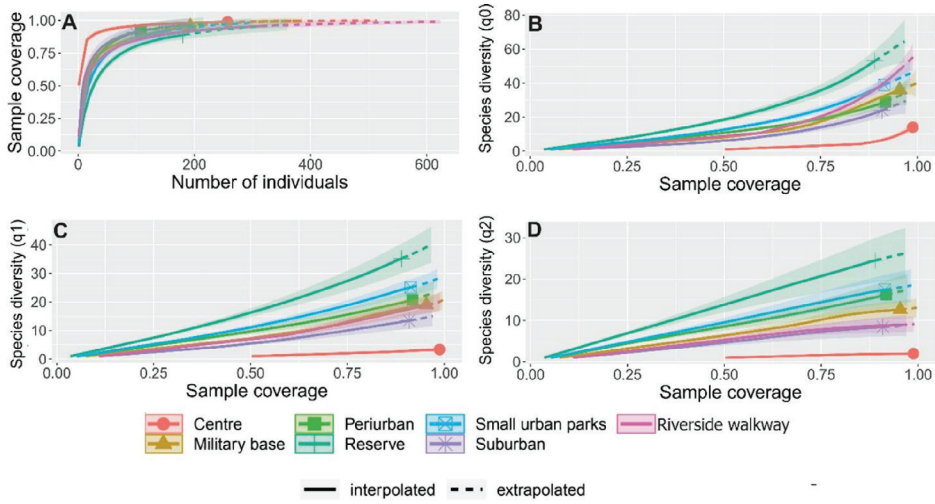 A
Sample coverage
1.00
0.75
0.50
0.25
0.00
0
200
400
600
Number of individuals
B
Species diversity (q0)
80
60
40
20
0
0.00
0.25
0.50
0.75
1.00
Sample coverage
C
Species diversity (q1)
40
30
20
10
0
0.00
0.25
0.50
0.75
1.00
Sample coverage
D
Species diversity (q2)
30
20
10
0
0.00
0.25
0.50
0.75
1.00
Sample coverage
Centre
Periurban
Small urban parks
Riverside walkway
Military base
Reserve
Suburban
interpolated
extrapolated